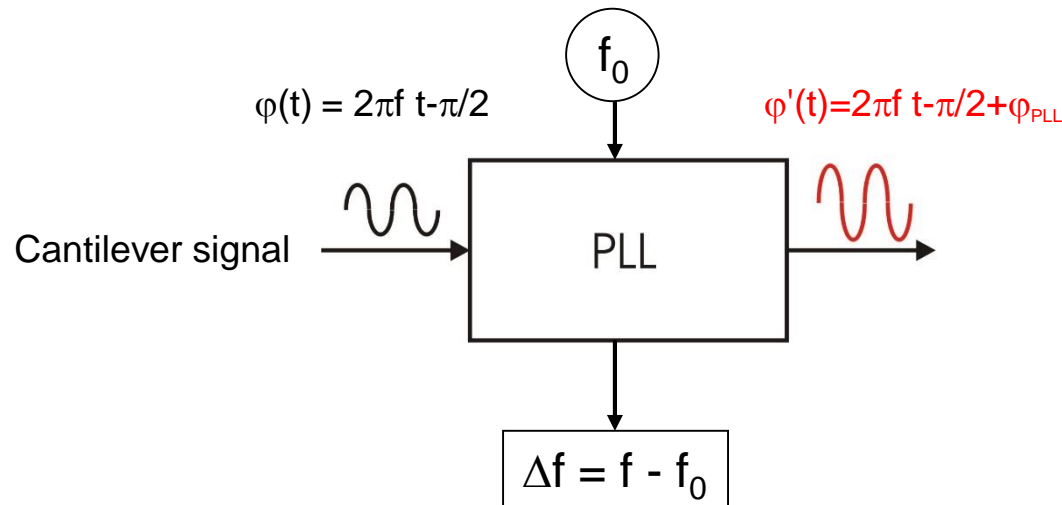 f₀
φ(t) = 2πf t-π/2
φ'(t)=2πf t-π/2+φPLL
Cantilever signal
PLL
Δf = f - f₀